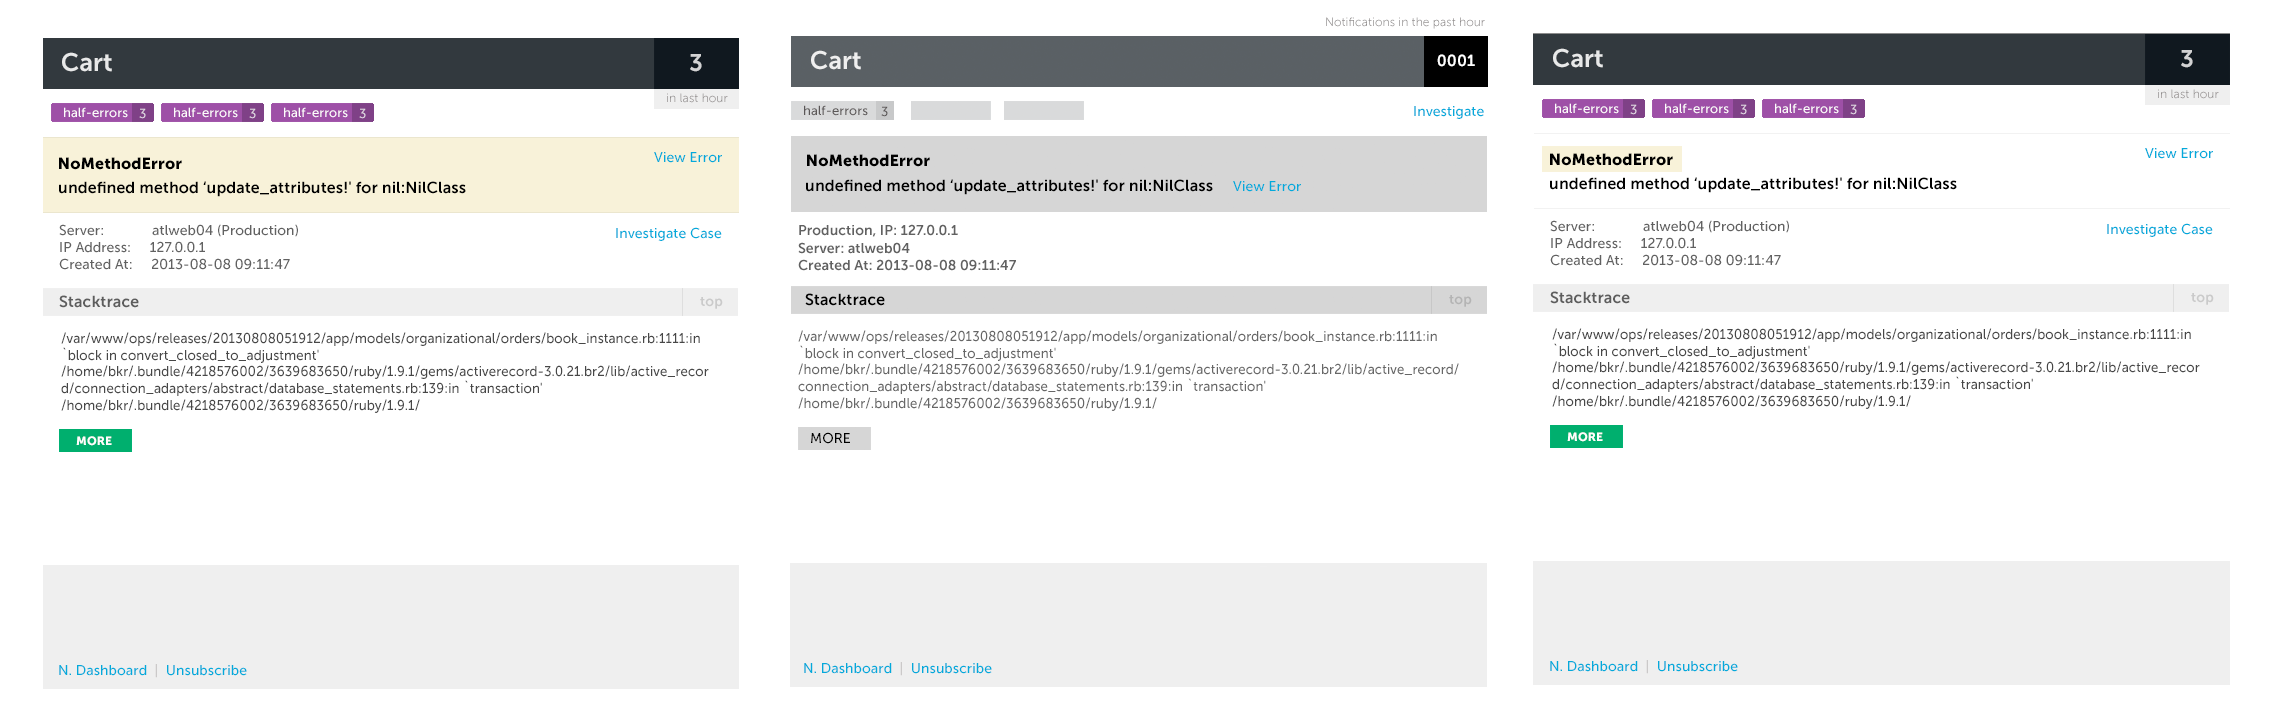 Cart 3
in last hour
half-errors 3 half-errors 3 half-errors 3
NoMethodError View Error
undefined method ‘update_attributes!' for nil:NilClass
Server: atlweb04 (Production) Investigate Case
IP Address: 127.0.0.1
Created At: 2013-08-08 09:11:47
Stacktrace top
/var/www/ops/releases/20130808051912/app/models/organizational/orders/book_instance.rb:1111:in
`block in convert_closed_to_adjustment'
/home/bkr/.bundle/4218576002/3639683650/ruby/1.9.1/gems/activerecord-3.0.21.br2/lib/active_recor
d/connection_adapters/abstract/database_statements.rb:139:in `transaction'
/home/bkr/.bundle/4218576002/3639683650/ruby/1.9.1/
MORE
N. Dashboard | Unsubscribe
Notifications in the past hour
Cart 0001
half-errors 3 Investigate
NoMethodError
undefined method ‘update_attributes!' for nil:NilClass View Error
Production, IP: 127.0.0.1
Server: atlweb04
Created At: 2013-08-08 09:11:47
Stacktrace top
/var/www/ops/releases/20130808051912/app/models/organizational/orders/book_instance.rb:1111:in
`block in convert_closed_to_adjustment'
/home/bkr/.bundle/4218576002/3639683650/ruby/1.9.1/gems/activerecord-3.0.21.br2/lib/active_record/
connection_adapters/abstract/database_statements.rb:139:in `transaction'
/home/bkr/.bundle/4218576002/3639683650/ruby/1.9.1/
MORE
N. Dashboard | Unsubscribe
Cart 3
in last hour
half-errors 3 half-errors 3 half-errors 3
NoMethodError View Error
undefined method ‘update_attributes!' for nil:NilClass
Server: atlweb04 (Production) Investigate Case
IP Address: 127.0.0.1
Created At: 2013-08-08 09:11:47
Stacktrace top
/var/www/ops/releases/20130808051912/app/models/organizational/orders/book_instance.rb:1111:in
`block in convert_closed_to_adjustment'
/home/bkr/.bundle/4218576002/3639683650/ruby/1.9.1/gems/activerecord-3.0.21.br2/lib/active_recor
d/connection_adapters/abstract/database_statements.rb:139:in `transaction'
/home/bkr/.bundle/4218576002/3639683650/ruby/1.9.1/
MORE
N. Dashboard | Unsubscribe